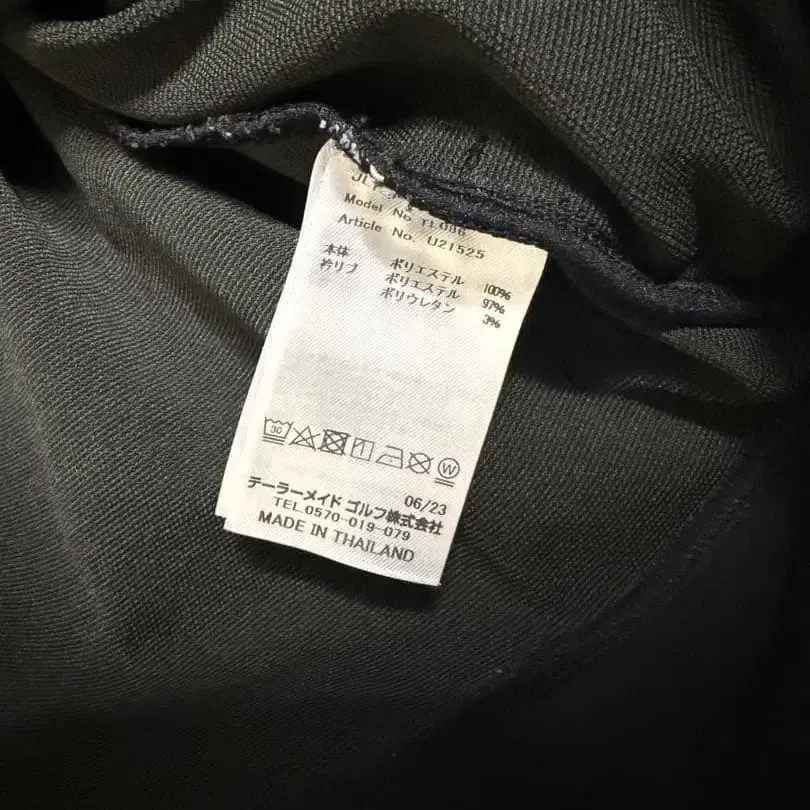 Model No TL086
Article No. U21525
本体 ポリエステル 100%
衿リブ ポリエステル 97%
ポリウレタン 3%
30
W
06/23
テーラーメイド ゴルフ株式会社
TEL.0570-019-079
MADE IN THAILAND